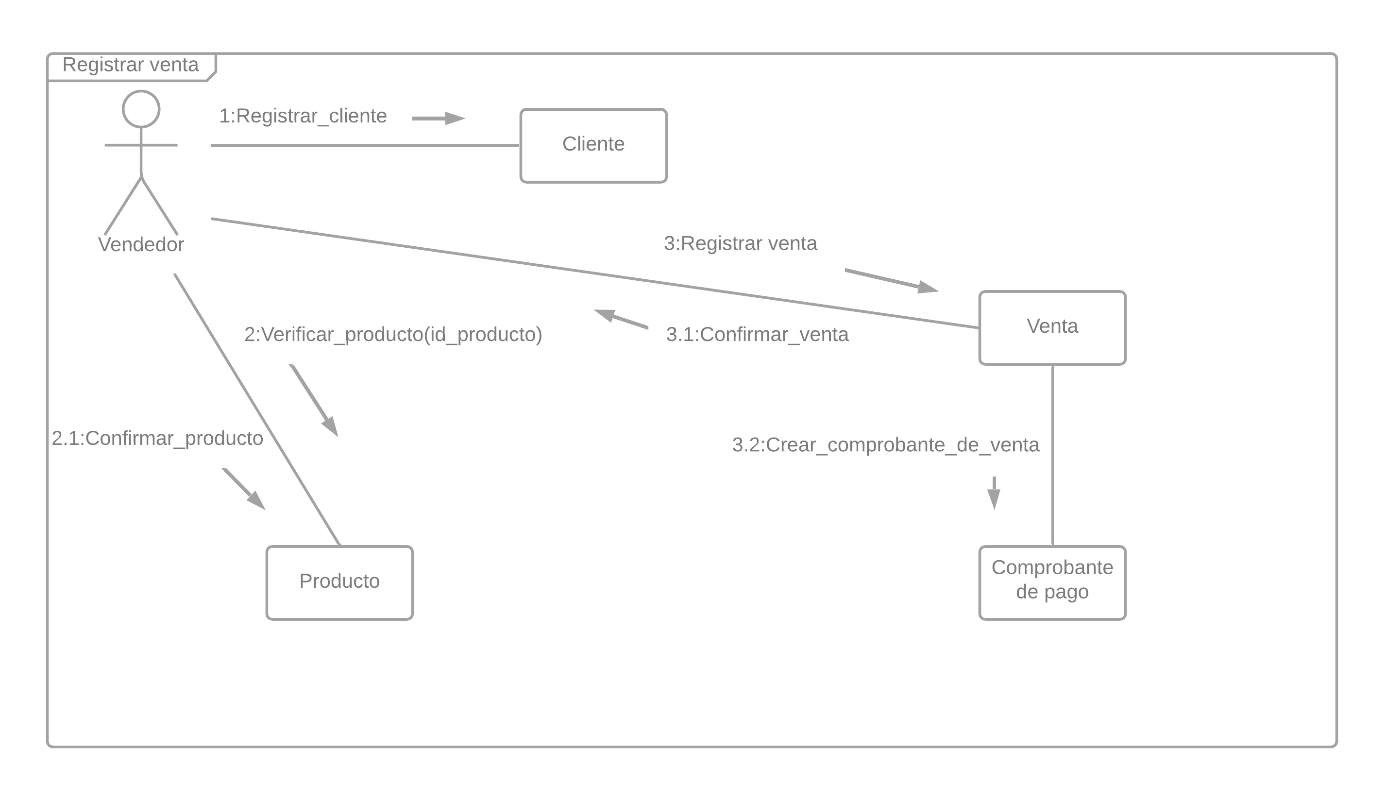 Registrar venta
1:Registrar_cliente
Cliente
Vendedor
3:Registrar venta
Venta
2:Verificar_producto(id_producto)
3.1:Confirmar_venta
2.1:Confirmar_producto
3.2:Crear_comprobante_de_venta
Producto
Comprobante
de pago